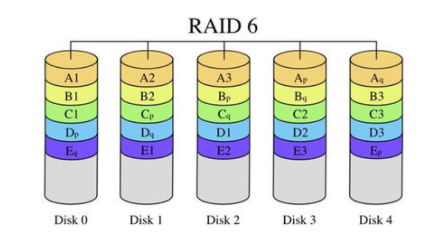 RAID 6
A1 A2 A3 Ap Aq
B1 B2 Bp Bq B3
C1 Cp Cq C2 C3
Dp Dq D1 D2 D3
Eq E1 E2 E3 Ep
Disk 0 Disk 1 Disk 2 Disk 3 Disk 4